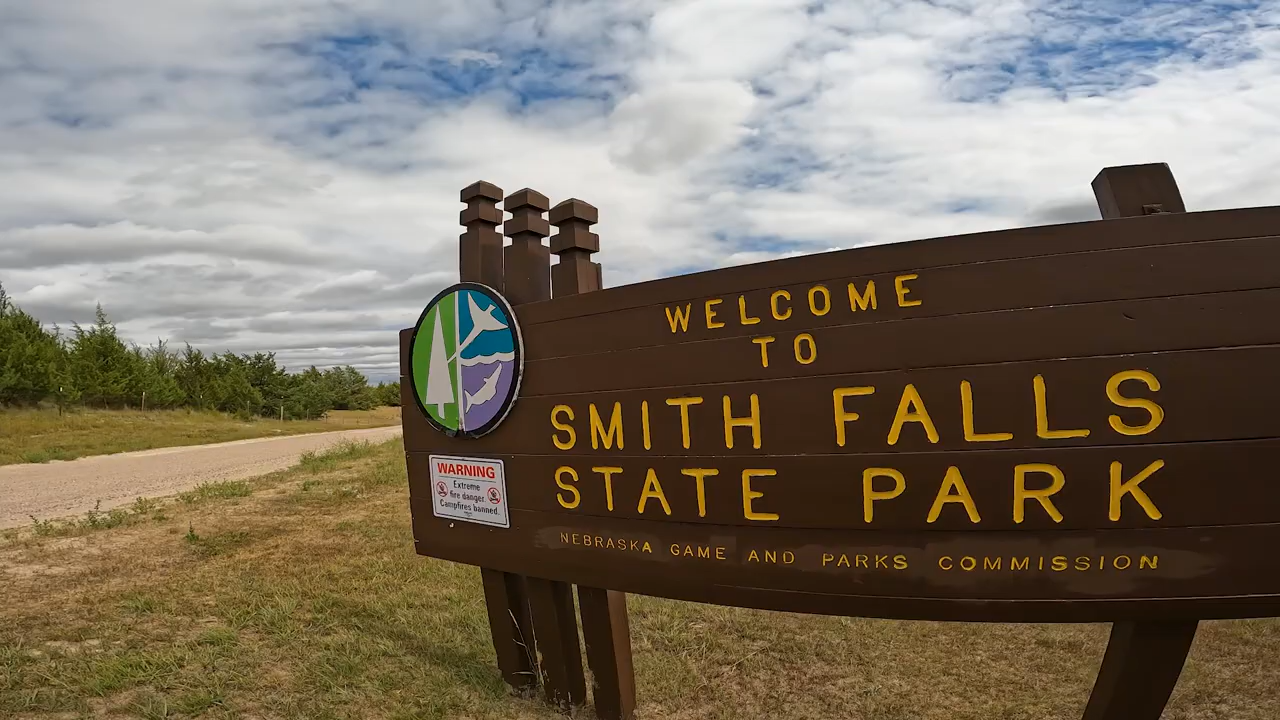 WELCOME
TO
SMITH FALLS
STATE PARK
NEBRASKA GAME AND PARKS COMMISSION
WARNING
Extreme
fire danger.
Campfires banned.